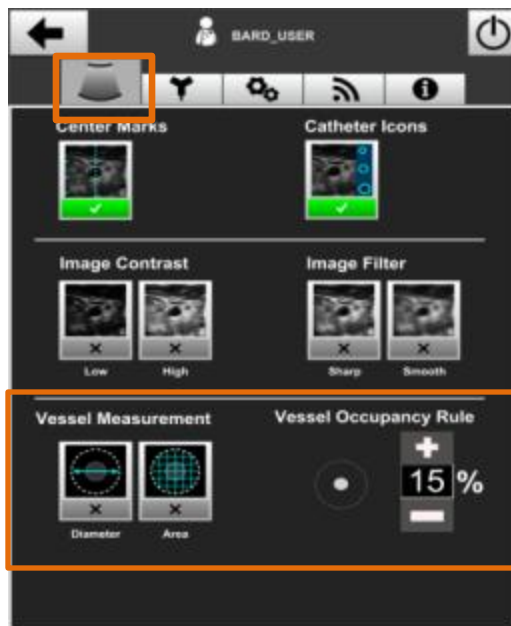 BARD_USER
Center Marks
Catheter Icons
Image Contrast
Image Filter
Low
High
Sharp
Smooth
Vessel Measurement
Vessel Occupancy Rule
15 %
Diameter
Area